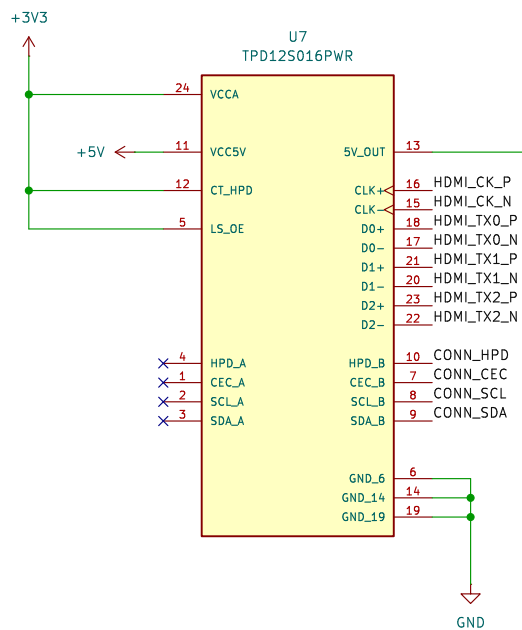 +3V3
U7
TPD12S016PWR
24 VCCA
+5V 11 VCC5V 5V_OUT 13
12 CT_HPD CLK+ 16 HDMI_CK_P
CLK- 15 HDMI_CK_N
5 LS_OE D0+ 18 HDMI_TX0_P
D0- 17 HDMI_TX0_N
D1+ 21 HDMI_TX1_P
D1- 20 HDMI_TX1_N
D2+ 23 HDMI_TX2_P
D2- 22 HDMI_TX2_N
4 HPD_A HPD_B 10 CONN_HPD
1 CEC_A CEC_B 7 CONN_CEC
2 SCL_A SCL_B 8 CONN_SCL
3 SDA_A SDA_B 9 CONN_SDA
GND_6 6
GND_14 14
GND_19 19
GND